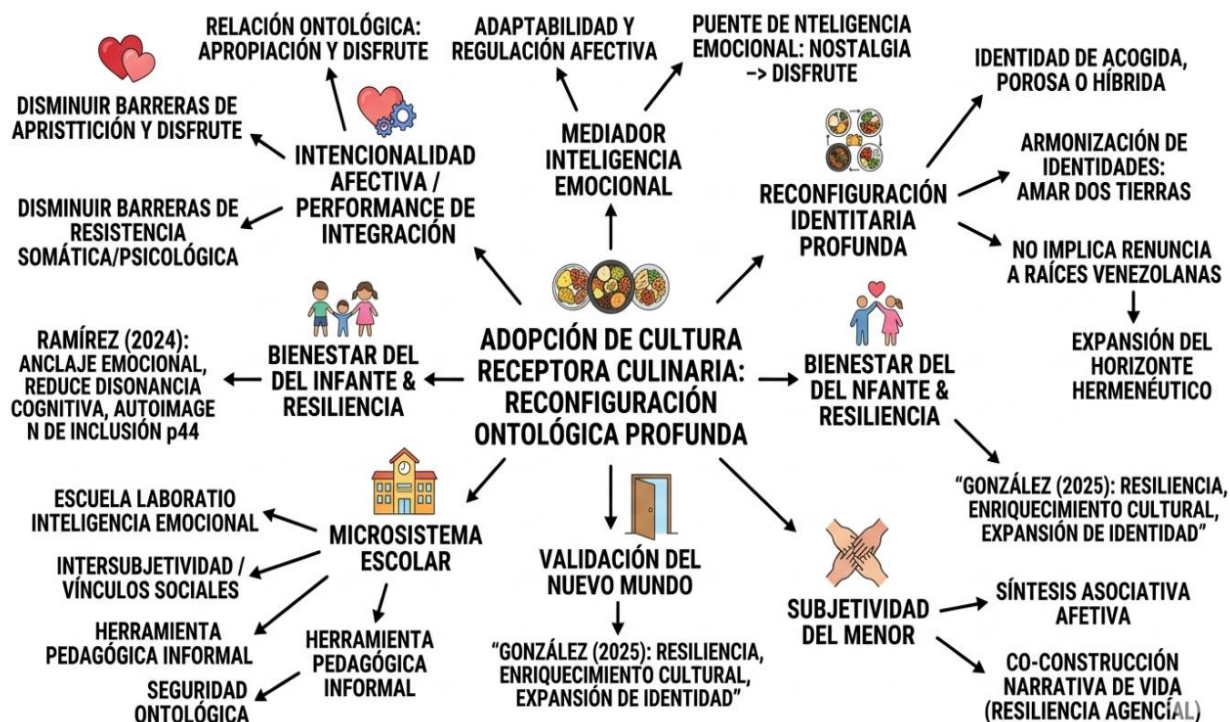 RELACIÓN ONTOLÓGICA:
APROPIACIÓN Y DISFRUTE
ADAPTABILIDAD Y
REGULACIÓN AFECTIVA
PUENTE DE NTELIGENCIA
EMOCIONAL: NOSTALGIA
–> DISFRUTE
IDENTIDAD DE ACOGIDA,
POROSA O HÍBRIDA
DISMINUIR BARRERAS DE
APRISTTICIÓN Y DISFRUTE
INTENCIONALIDAD
AFECTIVA /
PERFORMANCE DE
INTEGRACIÓN
MEDIADOR
INTELIGENCIA
EMOCIONAL
RECONFIGURACIÓN
IDENTITARIA
PROFUNDA
ARMONIZACIÓN DE
IDENTIDADES:
AMAR DOS TIERRAS
DISMINUIR BARRERAS DE
RESISTENCIA
SOMÁTICA/PSICOLÓGICA
NO IMPLICA RENUNCIA
A RAÍCES VENEZOLANAS
EXPANSIÓN DEL
HORIZONTE
HERMENÉUTICO
RAMÍREZ (2024):
ANCLAJE EMOCIONAL,
REDUCE DISONANCIA
COGNITIVA, AUTOIMAGE
N DE INCLUSIÓN p44
BIENESTAR DEL
DEL INFANTE &
RESILIENCIA
ADOPCIÓN DE CULTURA
RECEPTORA CULINARIA:
RECONFIGURACIÓN
ONTOLÓGICA PROFUNDA
BIENESTAR DEL
DEL NFANTE &
RESILIENCIA
"GONZÁLEZ (2025): RESILIENCIA,
ENRIQUECIMIENTO CULTURAL,
EXPANSIÓN DE IDENTIDAD"
ESCUELA LABORATIO
INTELIGENCIA EMOCIONAL
MICROSISTEMA
ESCOLAR
INTERSUBJETIVIDAD /
VÍNCULOS SOCIALES
HERRAMIENTA
PEDAGÓGICA INFORMAL
SEGURIDAD
ONTOLÓGICA
HERRAMIENTA
PEDAGÓGICA
INFORMAL
VALIDACIÓN DEL
NUEVO MUNDO
"GONZÁLEZ (2025): RESILIENCIA,
ENRIQUECIMIENTO CULTURAL,
EXPANSIÓN DE IDENTIDAD"
SUBJETIVIDAD
DEL MENOR
SÍNTESIS ASOCIATIVA
AFETIVA
CO-CONSTRUCCIÓN
NARRATIVA DE VIDA
(RESILIENCIA AGENCIAL)